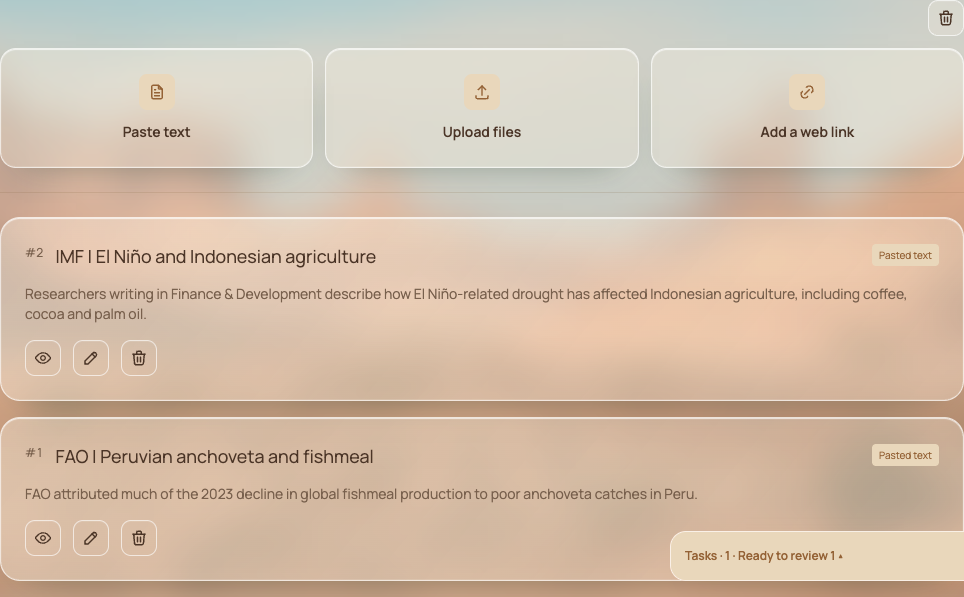 Paste text
Upload files
Add a web link
#2 IMF | El Niño and Indonesian agriculture
Pasted text
Researchers writing in Finance & Development describe how El Niño-related drought has affected Indonesian agriculture, including coffee,
cocoa and palm oil.
#1 FAO | Peruvian anchoveta and fishmeal
Pasted text
FAO attributed much of the 2023 decline in global fishmeal production to poor anchoveta catches in Peru.
Tasks · 1 · Ready to review 1 ▴